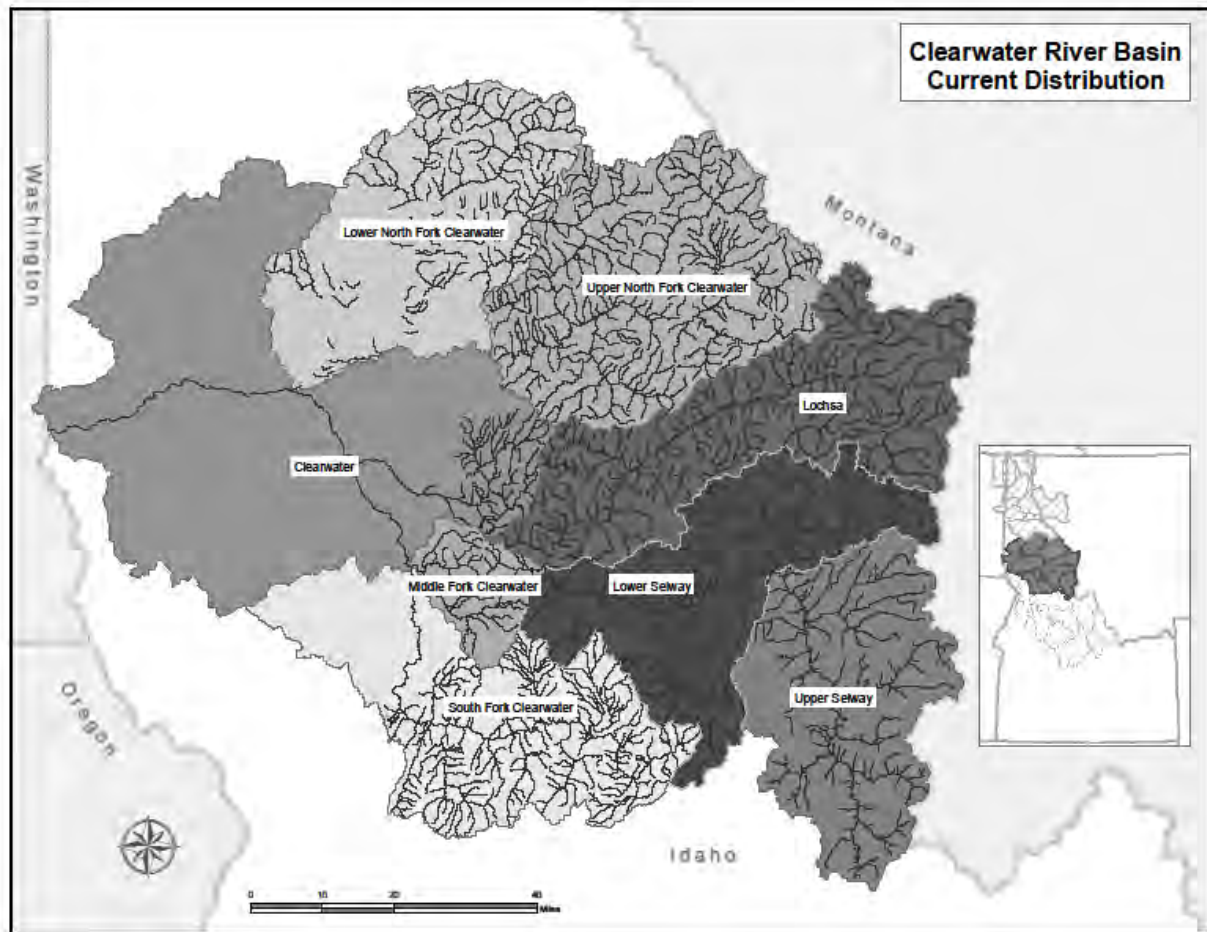 Clearwater River Basin
Current Distribution
Washington
Montana
Lower North Fork Clearwater
Upper North Fork Clearwater
Lochsa
Clearwater
Middle Fork Clearwater
Lower Selway
Upper Selway
South Fork Clearwater
Oregon
Idaho
0 10 20 40
Miles